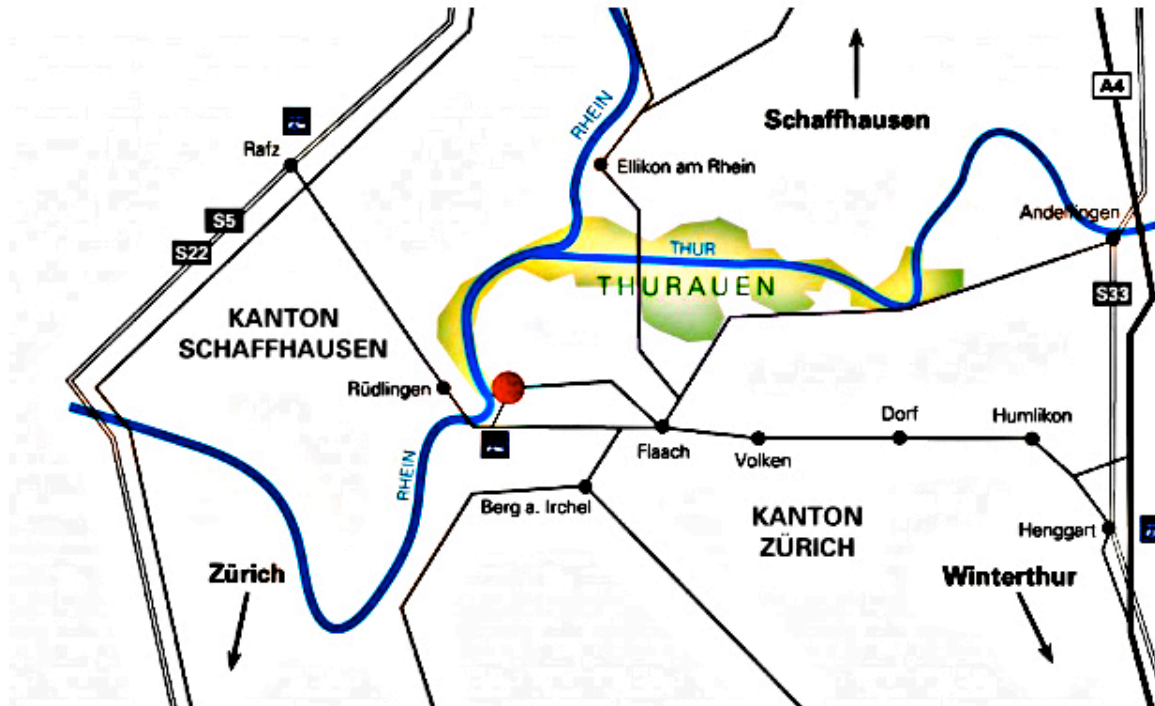 A4
RHEIN
Schaffhausen
Rafz
Ellikon am Rhein
S5
S22
Andelfingen
THUR
THURAUEN
S33
KANTON
SCHAFFHAUSEN
Rüdlingen
Flaach
Volken
Dorf
Humlikon
RHEIN
Berg a. Irchel
KANTON
ZÜRICH
Henggart
Zürich
Winterthur